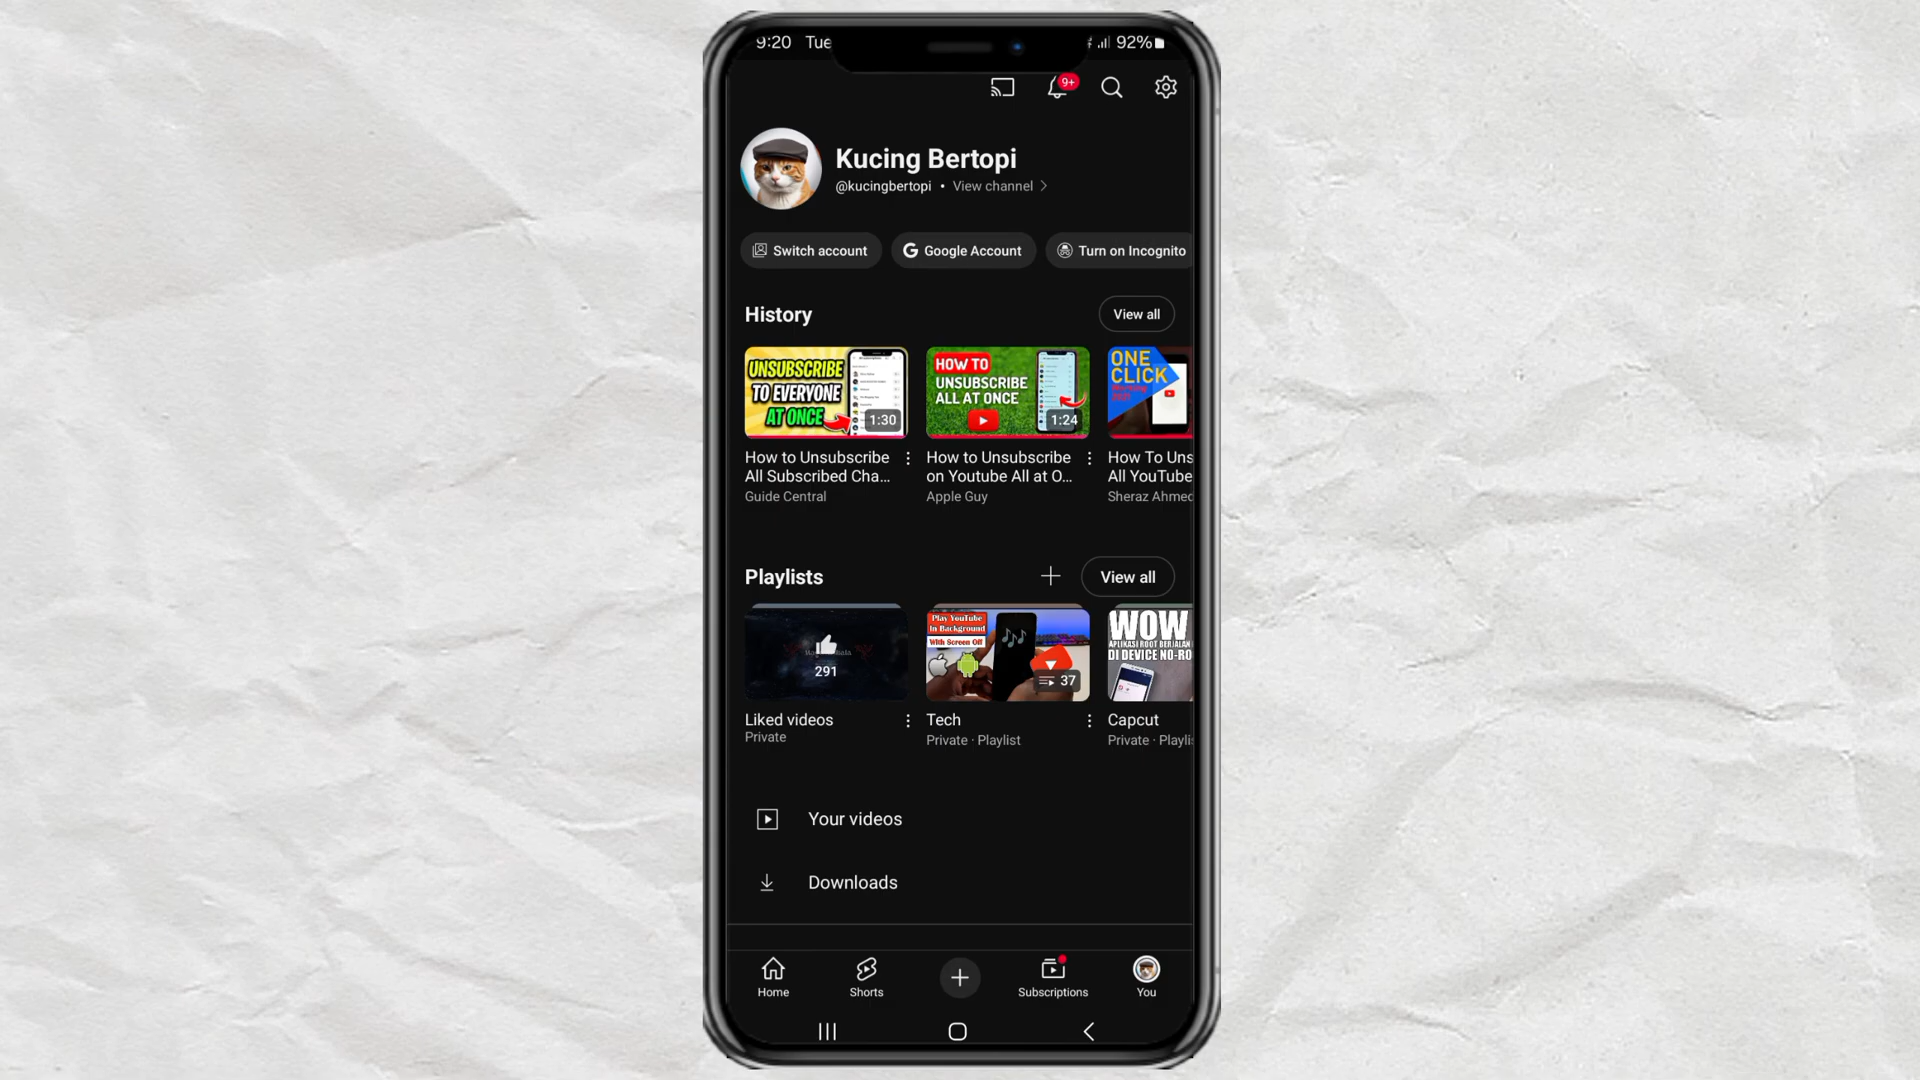 9:20 Tue
92%
9+
Kucing Bertopi
@kucingbertopi • View channel
Switch account
Google Account
Turn on Incognito
History
View all
UNSUBSCRIBE
TO EVERYONE
AT ONCE
1:30
HOW TO
UNSUBSCRIBE
ALL AT ONCE
1:24
ONE
CLICK
2021
How to Unsubscribe
All Subscribed Cha...
Guide Central
How to Unsubscribe
on Youtube All at O...
Apple Guy
How To Uns
All YouTube
Sheraz Ahmed
Playlists
View all
291
Play YouTube
In Background
With Screen Off
37
WOW
APLIKASI ROOT BERJALAN
DI DEVICE NO-RO
Liked videos
Private
Tech
Private · Playlist
Capcut
Private · Playlis
Your videos
Downloads
Home
Shorts
Subscriptions
You